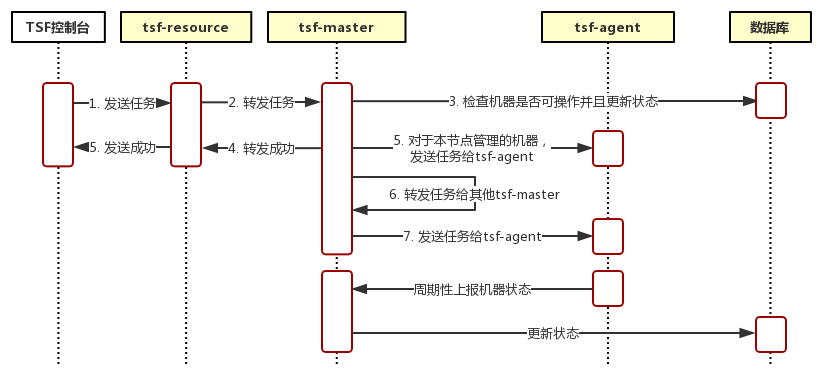 TSF控制台
tsf-resource
tsf-master
tsf-agent
数据库
1. 发送任务
2. 转发任务
3. 检查机器是否可操作并且更新状态
5. 发送成功
4. 转发成功
5. 对于本节点管理的机器，
发送任务给tsf-agent
6. 转发任务给其他tsf-master
7. 发送任务给tsf-agent
周期性上报机器状态
更新状态